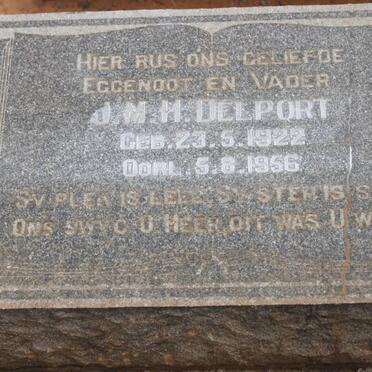 HIER RUS ONS GELIEFDE
EGGENOOT EN VADER
J.M.H. DELPORT
GEB. 23.5.1922
OORL. 5.8.1956
SY PLEK IS LEEG, SY STEM IS S
ONS SWYG O HEER, DIT WAS U W